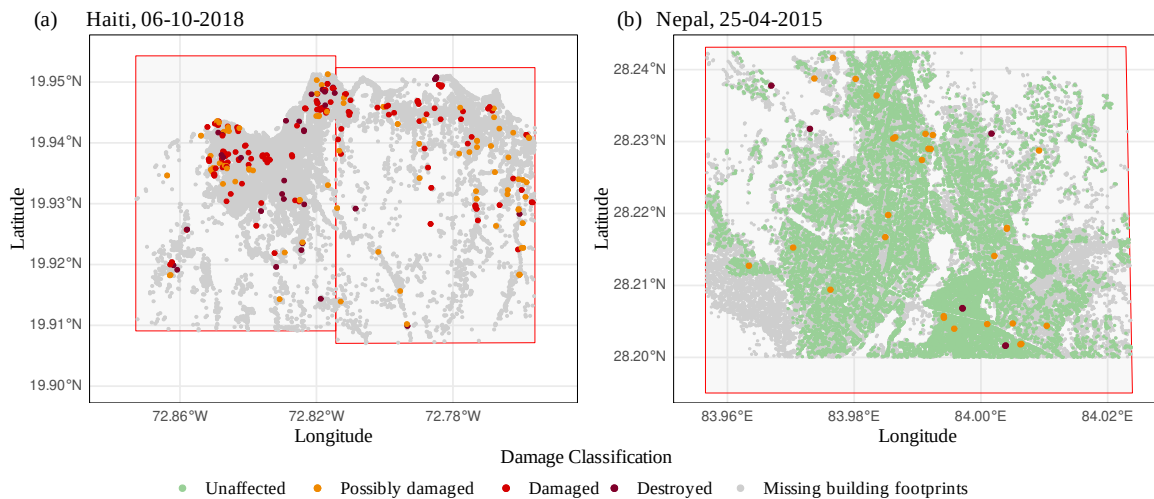 (a) Haiti, 06-10-2018
(b) Nepal, 25-04-2015
Latitude
19.95°N
19.94°N
19.93°N
19.92°N
19.91°N
19.90°N
72.86°W 72.82°W 72.78°W
Longitude
Latitude
28.24°N
28.23°N
28.22°N
28.21°N
28.20°N
83.96°E 83.98°E 84.00°E 84.02°E
Longitude
Damage Classification
Unaffected Possibly damaged Damaged Destroyed Missing building footprints